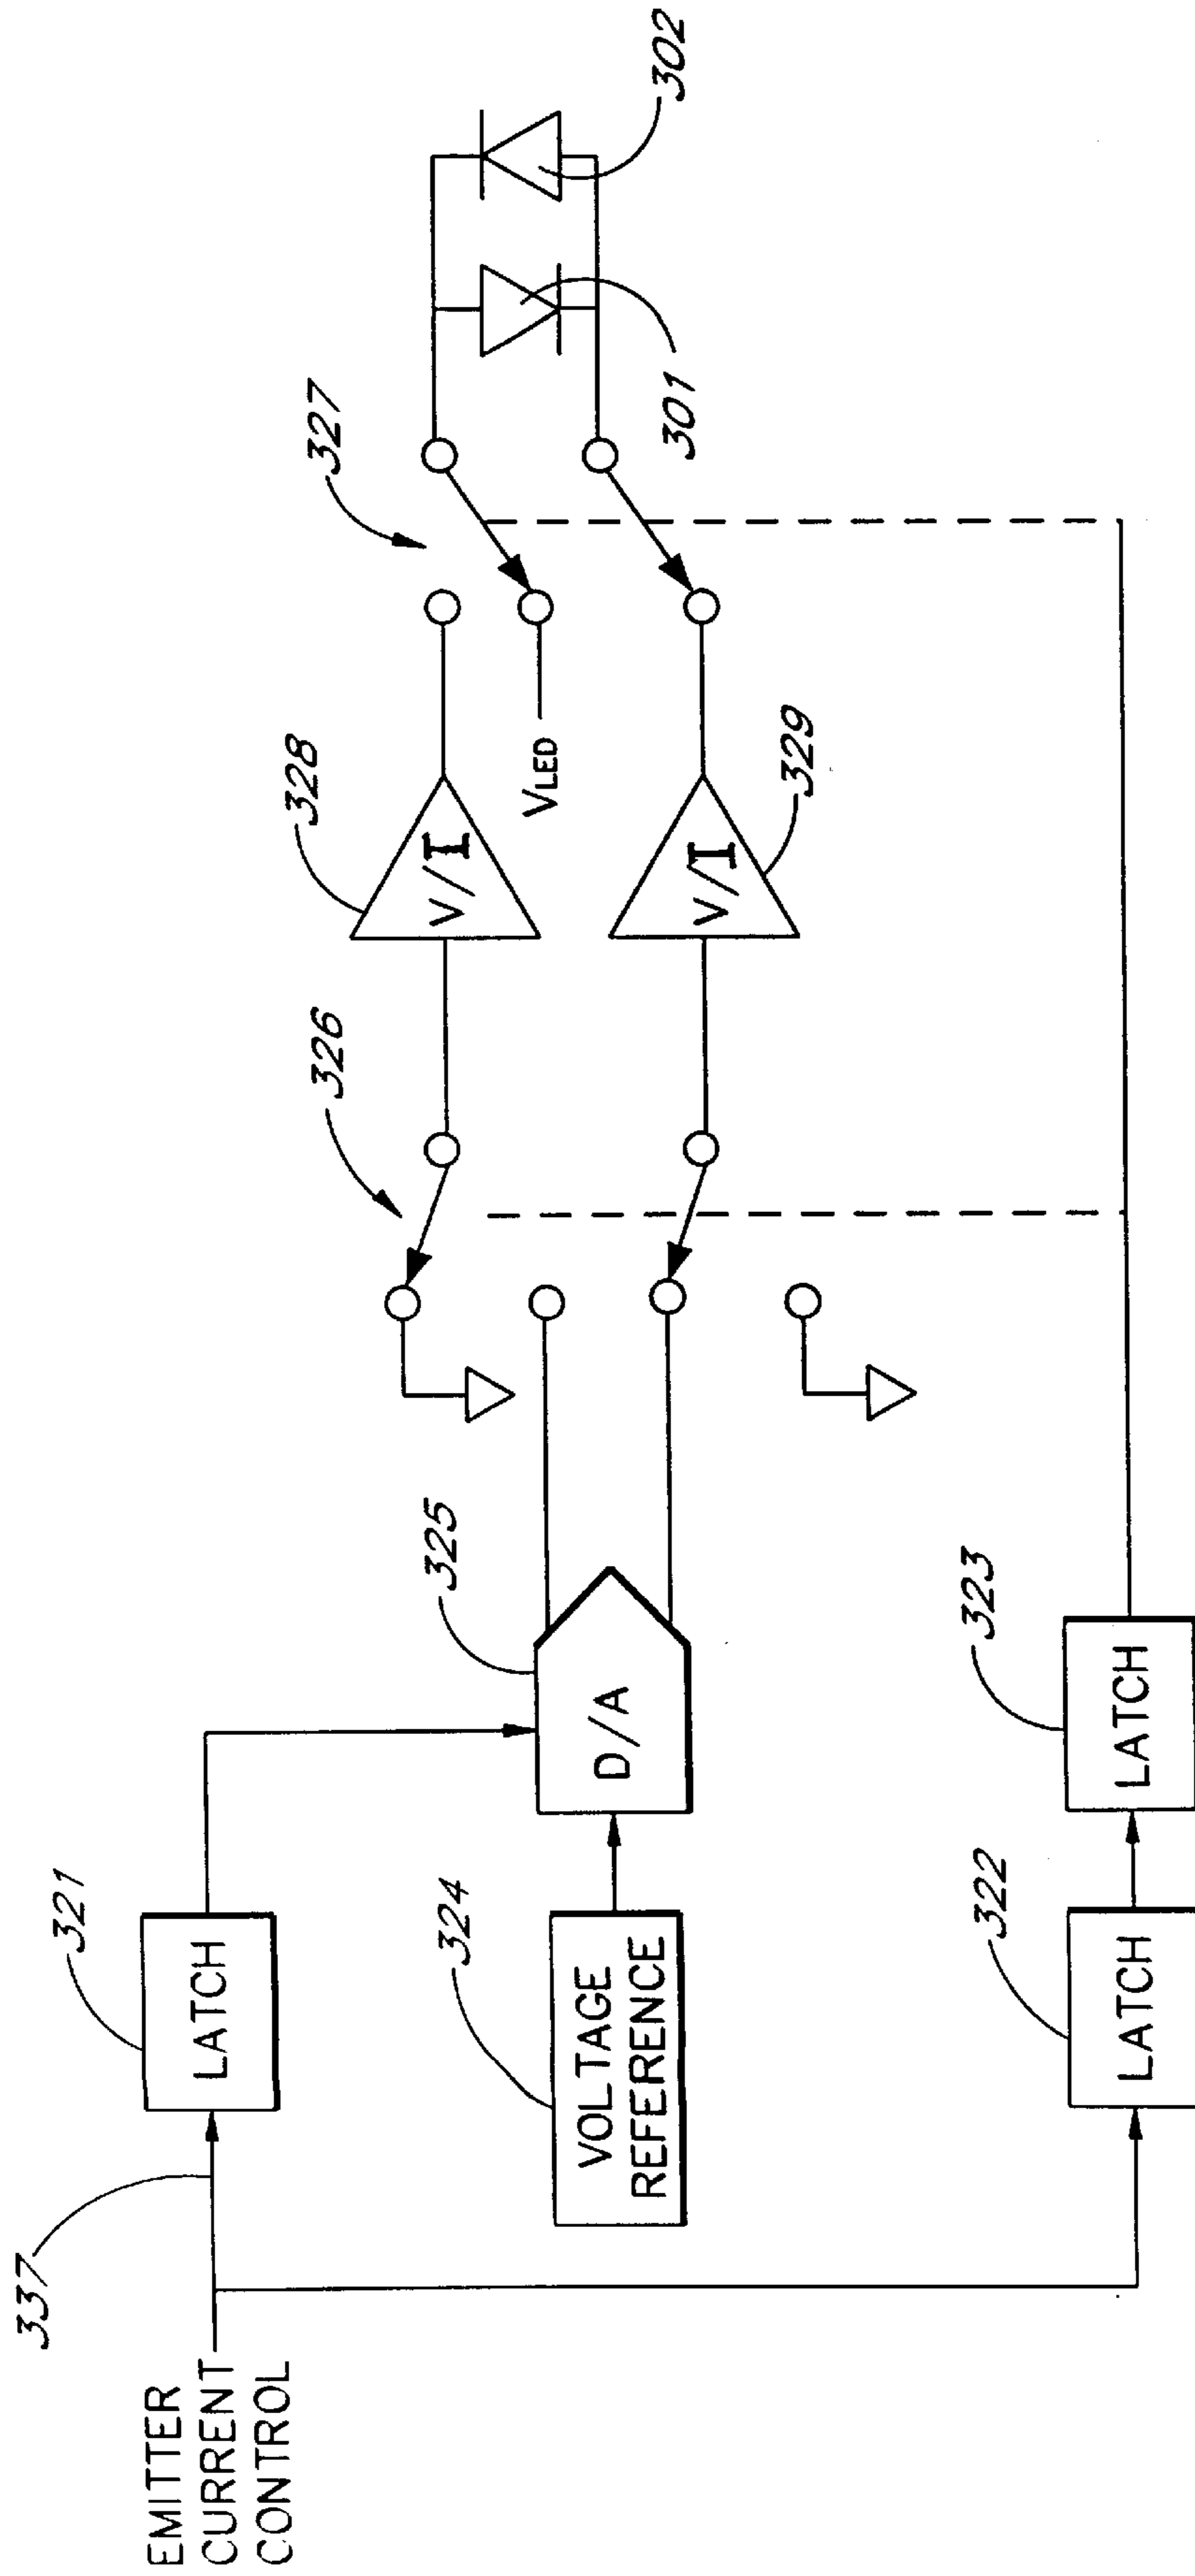 EMITTER
CURRENT
CONTROL
337
LATCH
321
VOLTAGE
REFERENCE
324
D/A
325
326
V/I
328
V/I
329
VLED
327
301
302
LATCH
322
LATCH
323